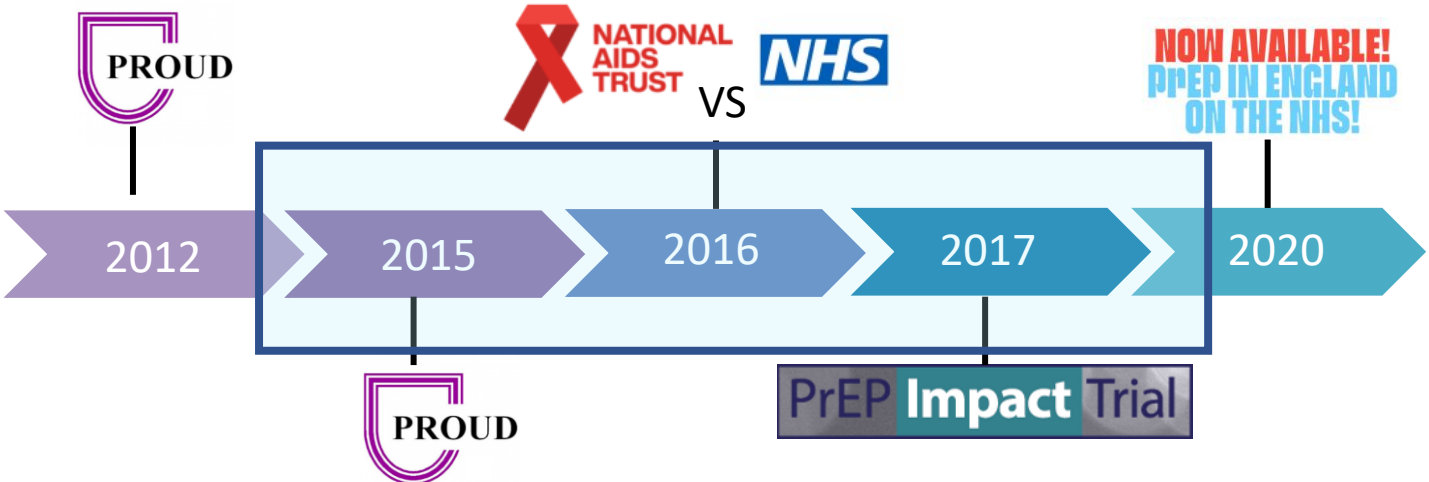 PROUD
NATIONAL
AIDS
TRUST
VS
NHS
NOW AVAILABLE!
PrEP IN ENGLAND
ON THE NHS!
2012
2015
2016
2017
2020
PROUD
PrEP Impact Trial